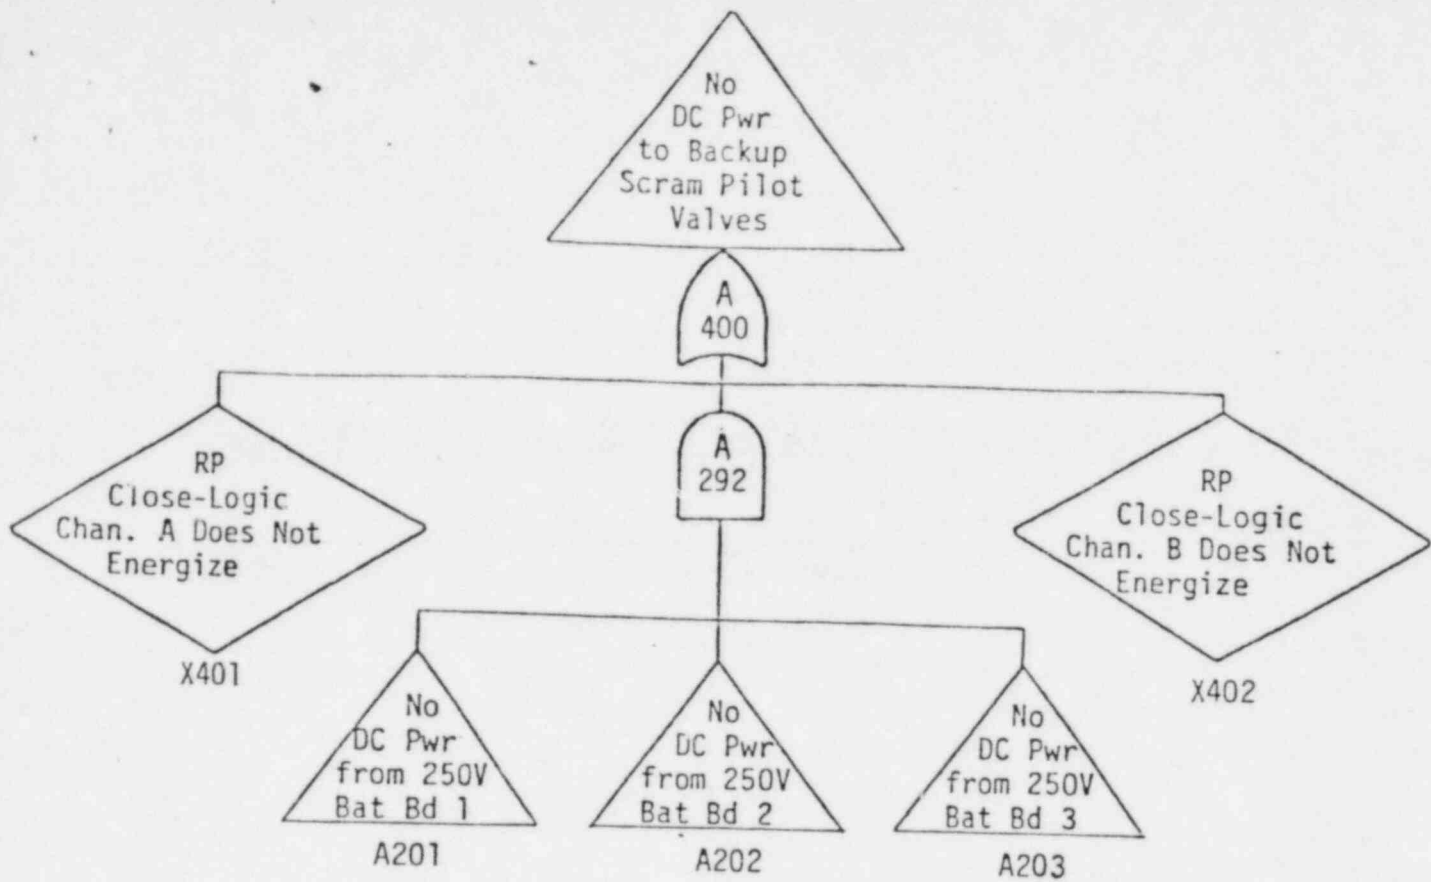 No
DC Pwr
to Backup
Scram Pilot
Valves
A
400
RP
Close-Logic
Chan. A Does Not
Energize
X401
A
292
RP
Close-Logic
Chan. B Does Not
Energize
X402
No
DC Pwr
from 250V
Bat Bd 1
A201
No
DC Pwr
from 250V
Bat Bd 2
A202
No
DC Pwr
from 250V
Bat Bd 3
A203